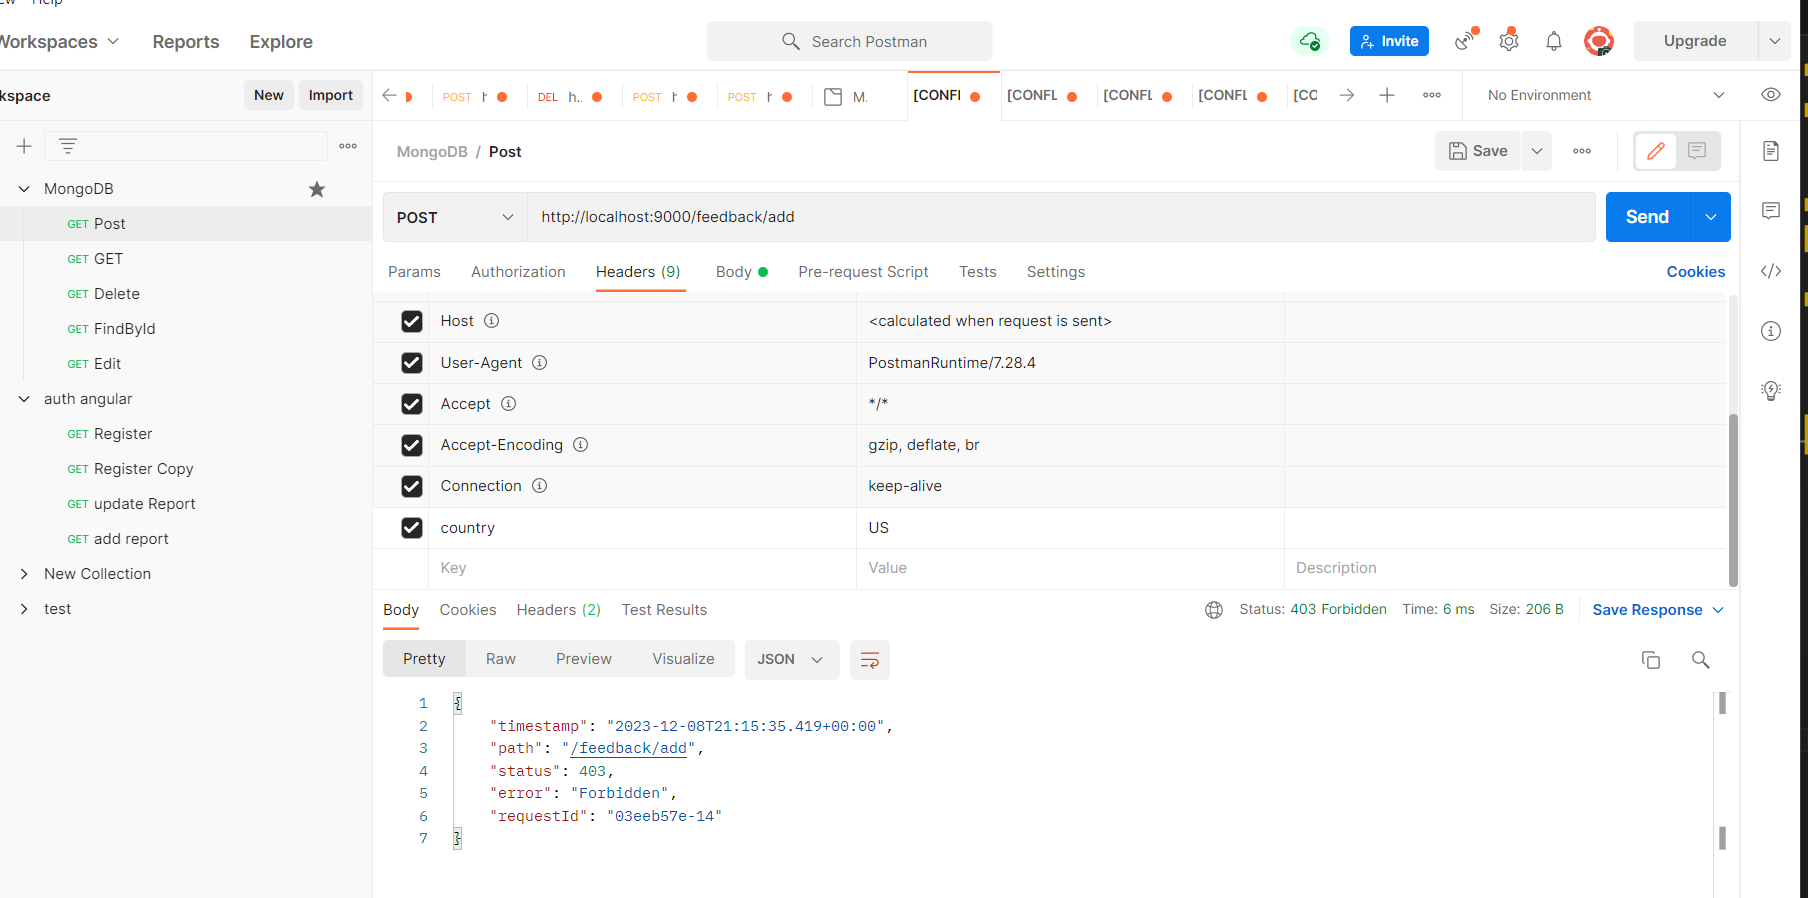 Help
Workspaces Reports Explore
Search Postman
Invite
Upgrade
kspace
New Import
POST h
DEL h..
POST h
POST h
M.
[CONFL
[CONFL
[CONFL
[CONFL
[CO
No Environment
MongoDB / Post
Save
MongoDB
GET Post
GET GET
GET Delete
GET FindById
GET Edit
auth angular
GET Register
GET Register Copy
GET update Report
GET add report
New Collection
test
POST http://localhost:9000/feedback/add
Send
Params Authorization Headers (9) Body Pre-request Script Tests Settings
Cookies
Host <calculated when request is sent>
User-Agent PostmanRuntime/7.28.4
Accept */*
Accept-Encoding gzip, deflate, br
Connection keep-alive
country US
Key Value Description
Body Cookies Headers (2) Test Results
Status: 403 Forbidden Time: 6 ms Size: 206 B
Save Response
Pretty Raw Preview Visualize JSON
1 {
2 "timestamp": "2023-12-08T21:15:35.419+00:00",
3 "path": "/feedback/add",
4 "status": 403,
5 "error": "Forbidden",
6 "requestId": "03eeb57e-14"
7 }